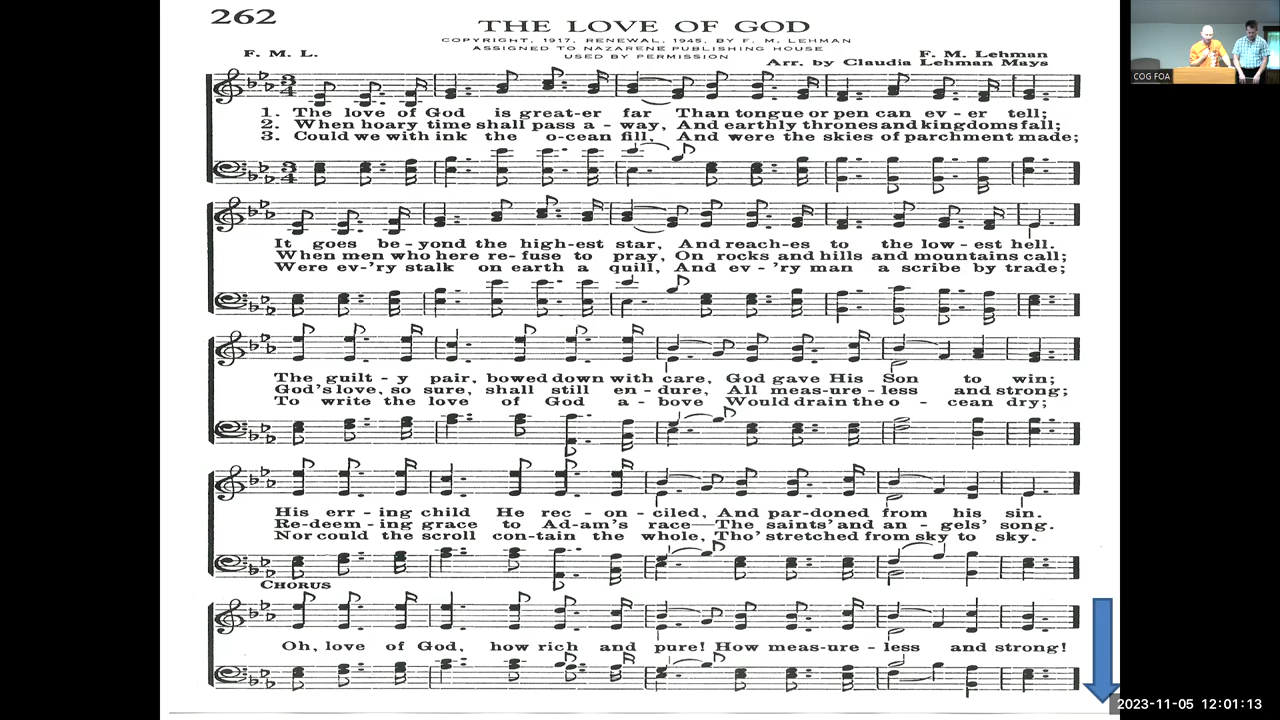 262
THE LOVE OF GOD
COPYRIGHT, 1917, RENEWAL, 1945, BY F. M. LEHMAN
ASSIGNED TO NAZARENE PUBLISHING HOUSE
USED BY PERMISSION
F. M. L.
F. M. Lehman
Arr. by Claudia Lehman Mays
1. The love of God is great-er far Than tongue or pen can ev - er tell;
2. When hoary time shall pass a - way, And earthly thrones and kingdoms fall;
3. Could we with ink the o-cean fill, And were the skies of parchment made;
It goes be - yond the high-est star, And reach-es to the low - est hell.
When men who here re- fuse to pray, On rocks and hills and mountains call;
Were ev-'ry stalk on earth a quill, And ev - 'ry man a scribe by trade;
The guilt - y pair, bowed down with care, God gave His Son to win;
God's love, so sure, shall still en - dure, All meas-ure - less and strong;
To write the love of God a - bove Would drain the o - cean dry;
His err - ing child He rec - on - ciled, And par-doned from his sin.
Re-deem - ing grace to Ad-am's race—The saints' and an - gels' song.
Nor could the scroll con-tain the whole, Tho' stretched from sky to sky.
CHORUS
Oh, love of God, how rich and pure! How meas-ure - less and strong!
COG FOA
2023-11-05 12:01:13